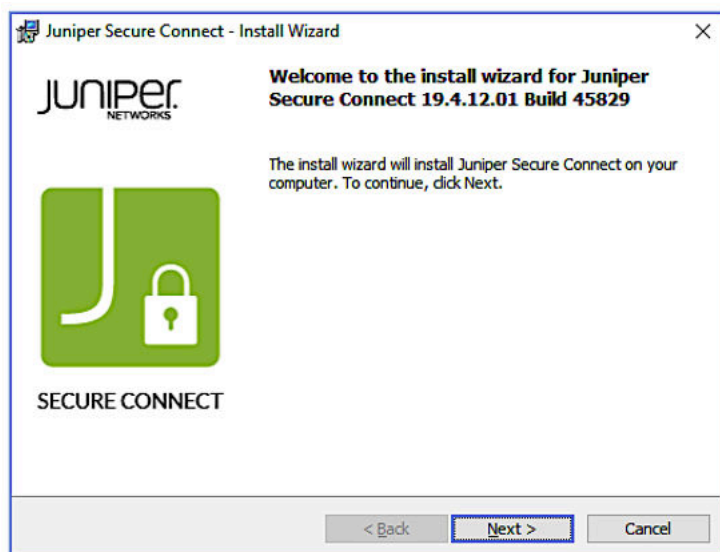 Juniper Secure Connect - Install Wizard
JUNIPER
NETWORKS
Welcome to the install wizard for Juniper
Secure Connect 19.4.12.01 Build 45829
The install wizard will install Juniper Secure Connect on your
computer. To continue, click Next.
J
SECURE CONNECT
< Back
Next >
Cancel